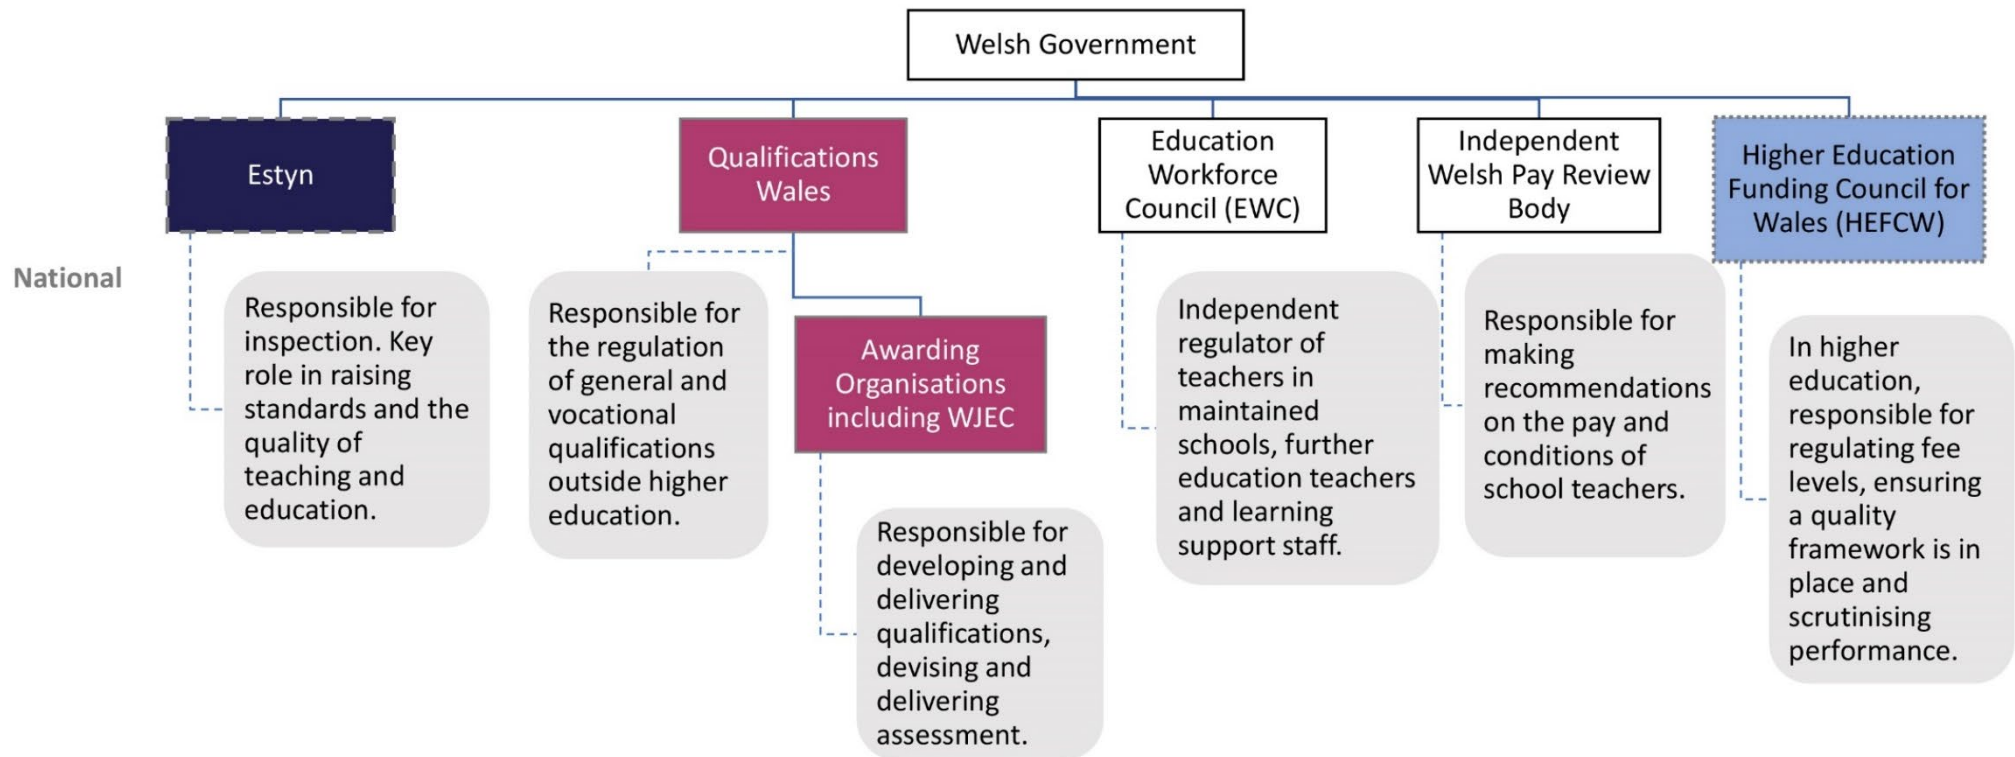 Welsh Government
Estyn
Qualifications
Wales
Education
Workforce
Council (EWC)
Independent
Welsh Pay Review
Body
Higher Education
Funding Council for
Wales (HEFCW)
National
Responsible for
inspection. Key
role in raising
standards and the
quality of
teaching and
education.
Responsible for
the regulation
of general and
vocational
qualifications
outside higher
education.
Awarding
Organisations
including WJEC
Responsible for
developing and
delivering
qualifications,
devising and
delivering
assessment.
Independent
regulator of
teachers in
maintained
schools, further
education teachers
and learning
support staff.
Responsible for
making
recommendations
on the pay and
conditions of
school teachers.
In higher
education,
responsible for
regulating fee
levels, ensuring
a quality
framework is in
place and
scrutinising
performance.